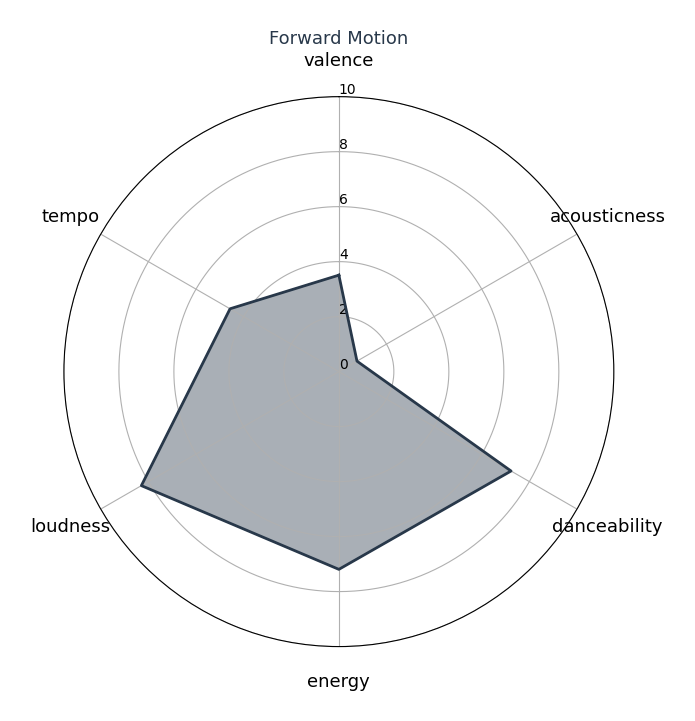 Forward Motion
valence
10
8
6
4
2
0
tempo
acousticness
loudness
danceability
energy